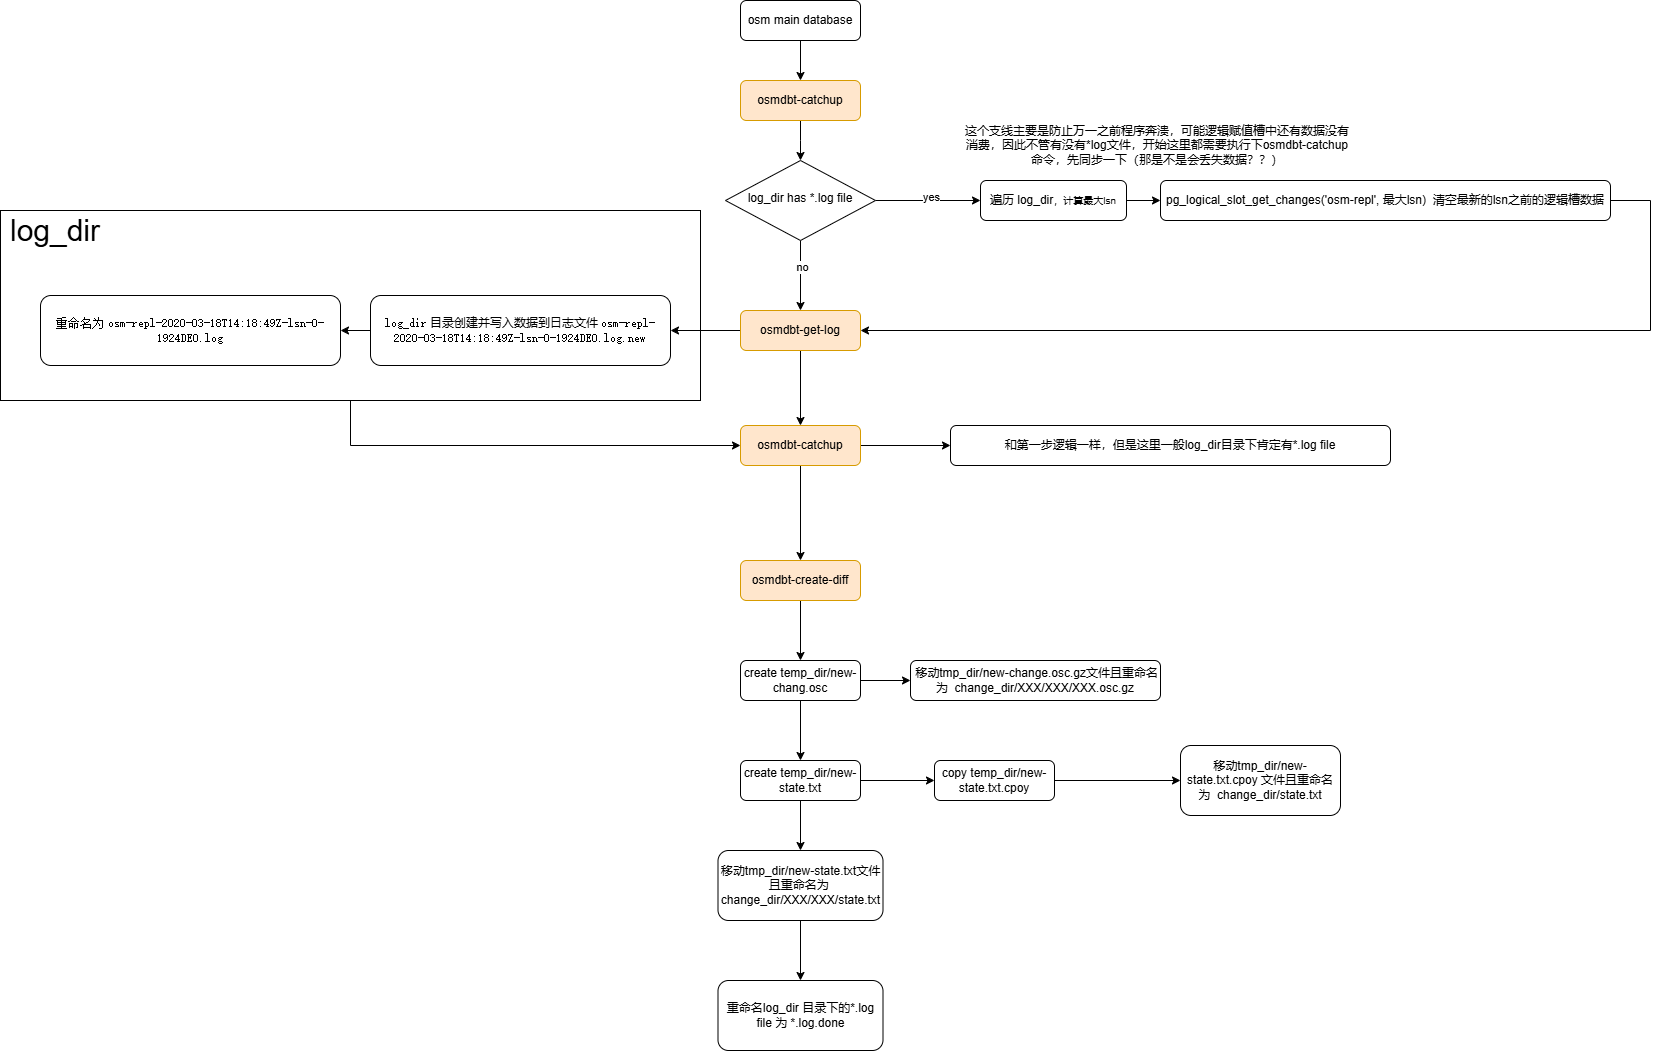 osm main database
osmdbt-catchup
这个支线主要是防止万一之前程序奔溃，可能逻辑赋值槽中还有数据没有
消费，因此不管有没有*log文件，开始这里都需要执行下osmdbt-catchup
命令，先同步一下（那是不是会丢失数据？？）
log_dir has *.log file
yes
遍历 log_dir，计算最大lsn
pg_logical_slot_get_changes('osm-repl', 最大lsn）清空最新的lsn之前的逻辑槽数据
no
log_dir
重命名为 osm-repl-2020-03-18T14:18:49Z-lsn-0-
1924DE0.log
log_dir 目录创建并写入数据到日志文件 osm-repl-
2020-03-18T14:18:49Z-lsn-0-1924DE0.log.new
osmdbt-get-log
osmdbt-catchup
和第一步逻辑一样，但是这里一般log_dir目录下肯定有*.log file
osmdbt-create-diff
create temp_dir/new-
chang.osc
移动tmp_dir/new-change.osc.gz文件且重命名
为 change_dir/XXX/XXX/XXX.osc.gz
create temp_dir/new-
state.txt
copy temp_dir/new-
state.txt.cpoy
移动tmp_dir/new-
state.txt.cpoy 文件且重命名
为 change_dir/state.txt
移动tmp_dir/new-state.txt文件
且重命名为
change_dir/XXX/XXX/state.txt
重命名log_dir 目录下的*.log
file 为 *.log.done